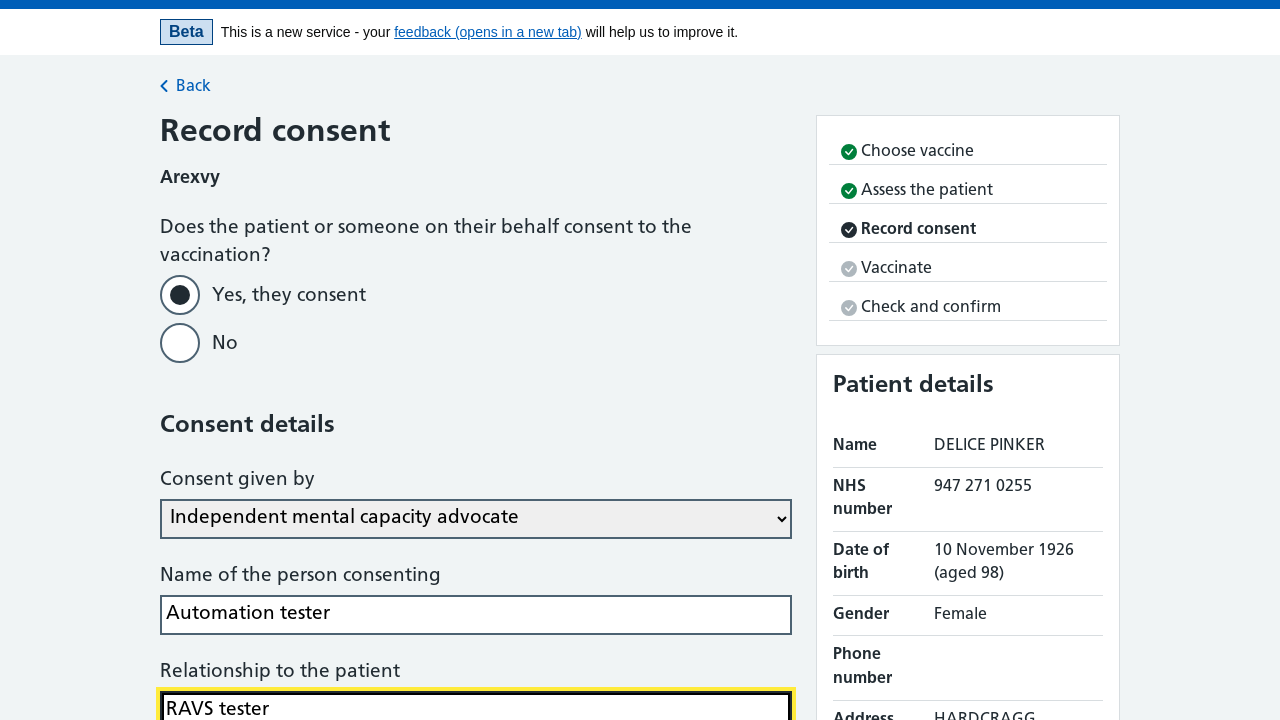 Beta This is a new service - your feedback (opens in a new tab) will help us to improve it.
Back
Record consent
Arexvy
Does the patient or someone on their behalf consent to the
vaccination?
Yes, they consent
No
Consent details
Consent given by
Independent mental capacity advocate
Name of the person consenting
Automation tester
Relationship to the patient
RAVS tester
Choose vaccine
Assess the patient
Record consent
Vaccinate
Check and confirm
Patient details
Name DELICE PINKER
NHS 947 271 0255
number
Date of 10 November 1926
birth (aged 98)
Gender Female
Phone
number
Address HARDCRAGG